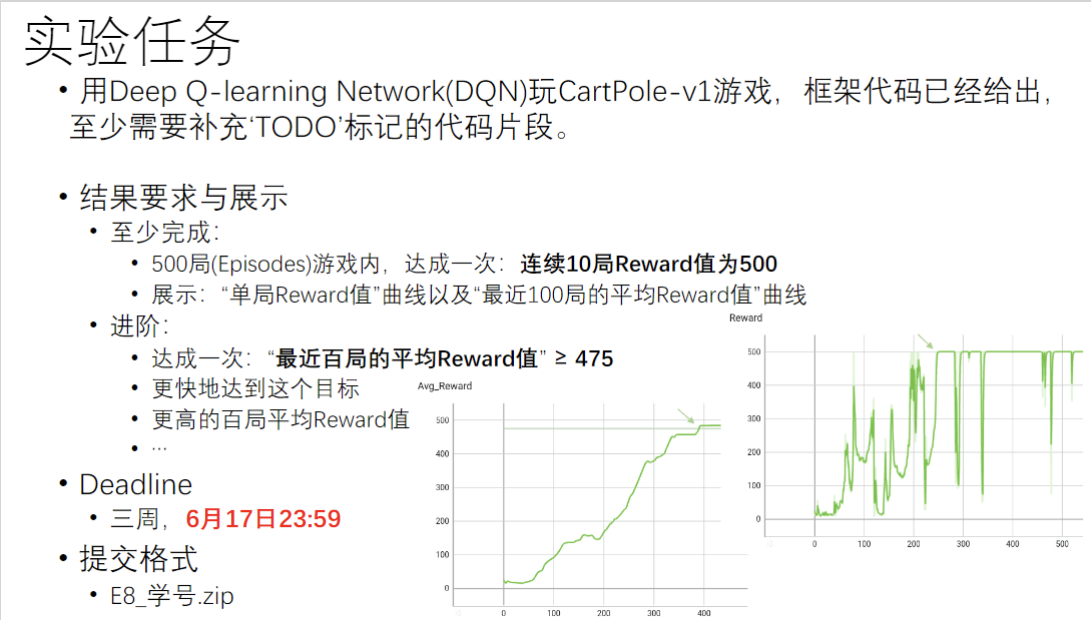 实验任务
• 用Deep Q-learning Network(DQN)玩CartPole-v1游戏，框架代码已经给出，
至少需要补充‘TODO’标记的代码片段。
• 结果要求与展示
• 至少完成：
• 500局(Episodes)游戏内，达成一次：连续10局Reward值为500
• 展示：“单局Reward值”曲线以及“最近100局的平均Reward值”曲线
• 进阶：
• 达成一次：“最近百局的平均Reward值” ≥ 475
• 更快地达到这个目标
• 更高的百局平均Reward值
• …
• Deadline
• 三周，6月17日23:59
• 提交格式
• E8_学号.zip
Avg_Reward
500
400
300
200
100
0
0 100 200 300 400
Reward
500
400
300
200
100
0
0 100 200 300 400 500